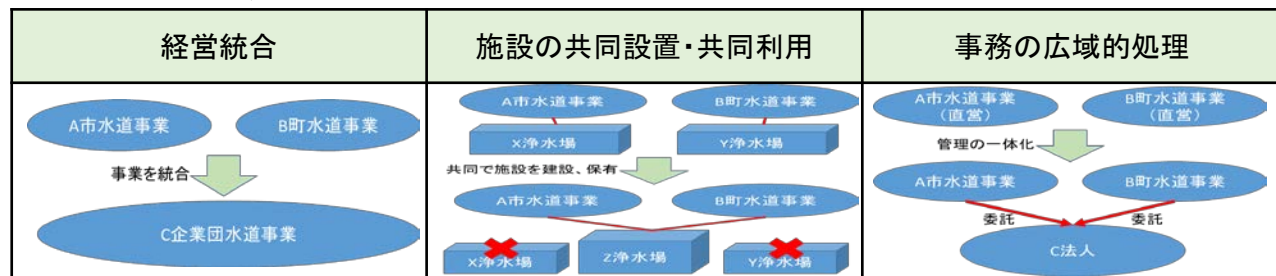 経営統合
施設の共同設置・共同利用
事務の広域的処理
A市水道事業
B町水道事業
事業を統合
C企業団水道事業
A市水道事業
B町水道事業
X浄水場
Y浄水場
共同で施設を建設、保有
A市水道事業
B町水道事業
X浄水場
Z浄水場
Y浄水場
A市水道事業
（直営）
B町水道事業
（直営）
管理の一体化
A市水道事業
B町水道事業
委託
委託
C法人